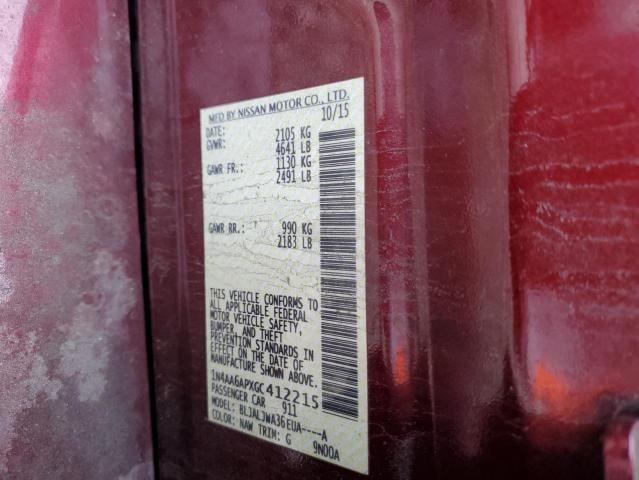 MFD BY NISSAN MOTOR CO., LTD.
DATE: 10/15
GVWR: 2105 KG
4641 LB
GAWR FR.: 1130 KG
2491 LB
GAWR RR.: 990 KG
2183 LB
THIS VEHICLE CONFORMS TO
ALL APPLICABLE FEDERAL
MOTOR VEHICLE SAFETY,
BUMPER, AND THEFT
PREVENTION STANDARDS IN
EFFECT ON THE DATE OF
MANUFACTURE SHOWN ABOVE.
1N4AA6APXGC412215
PASSENGER CAR 911
MODEL: BLJALJWA36EUA----A
COLOR: NAW TRIM: G 9N00A